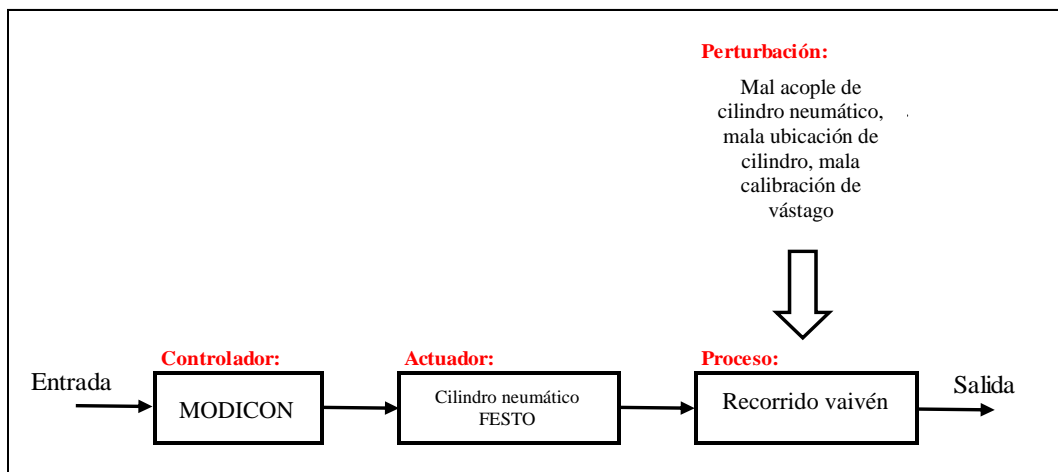 Perturbación:
Mal acople de
cilindro neumático,
mala ubicación de
cilindro, mala
calibración de
vástago
Controlador:
Actuador:
Proceso:
Entrada
MODICON
Cilindro neumático
FESTO
Recorrido vaivén
Salida